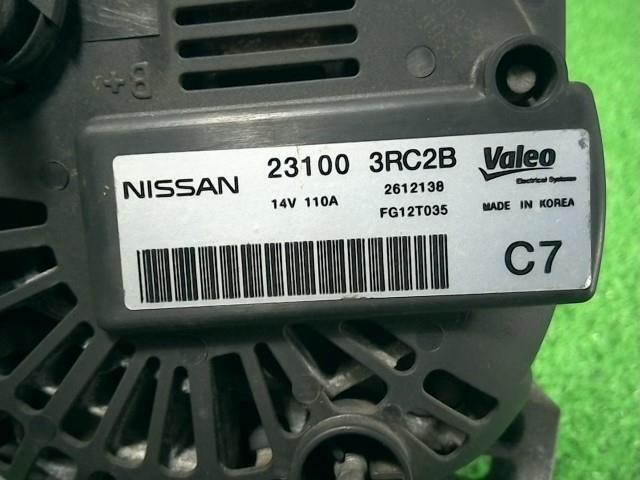 B+
NISSAN 23100 3RC2B Valeo
Electrical Systems
14V 110A 2612138
FG12T035 MADE IN KOREA
C7